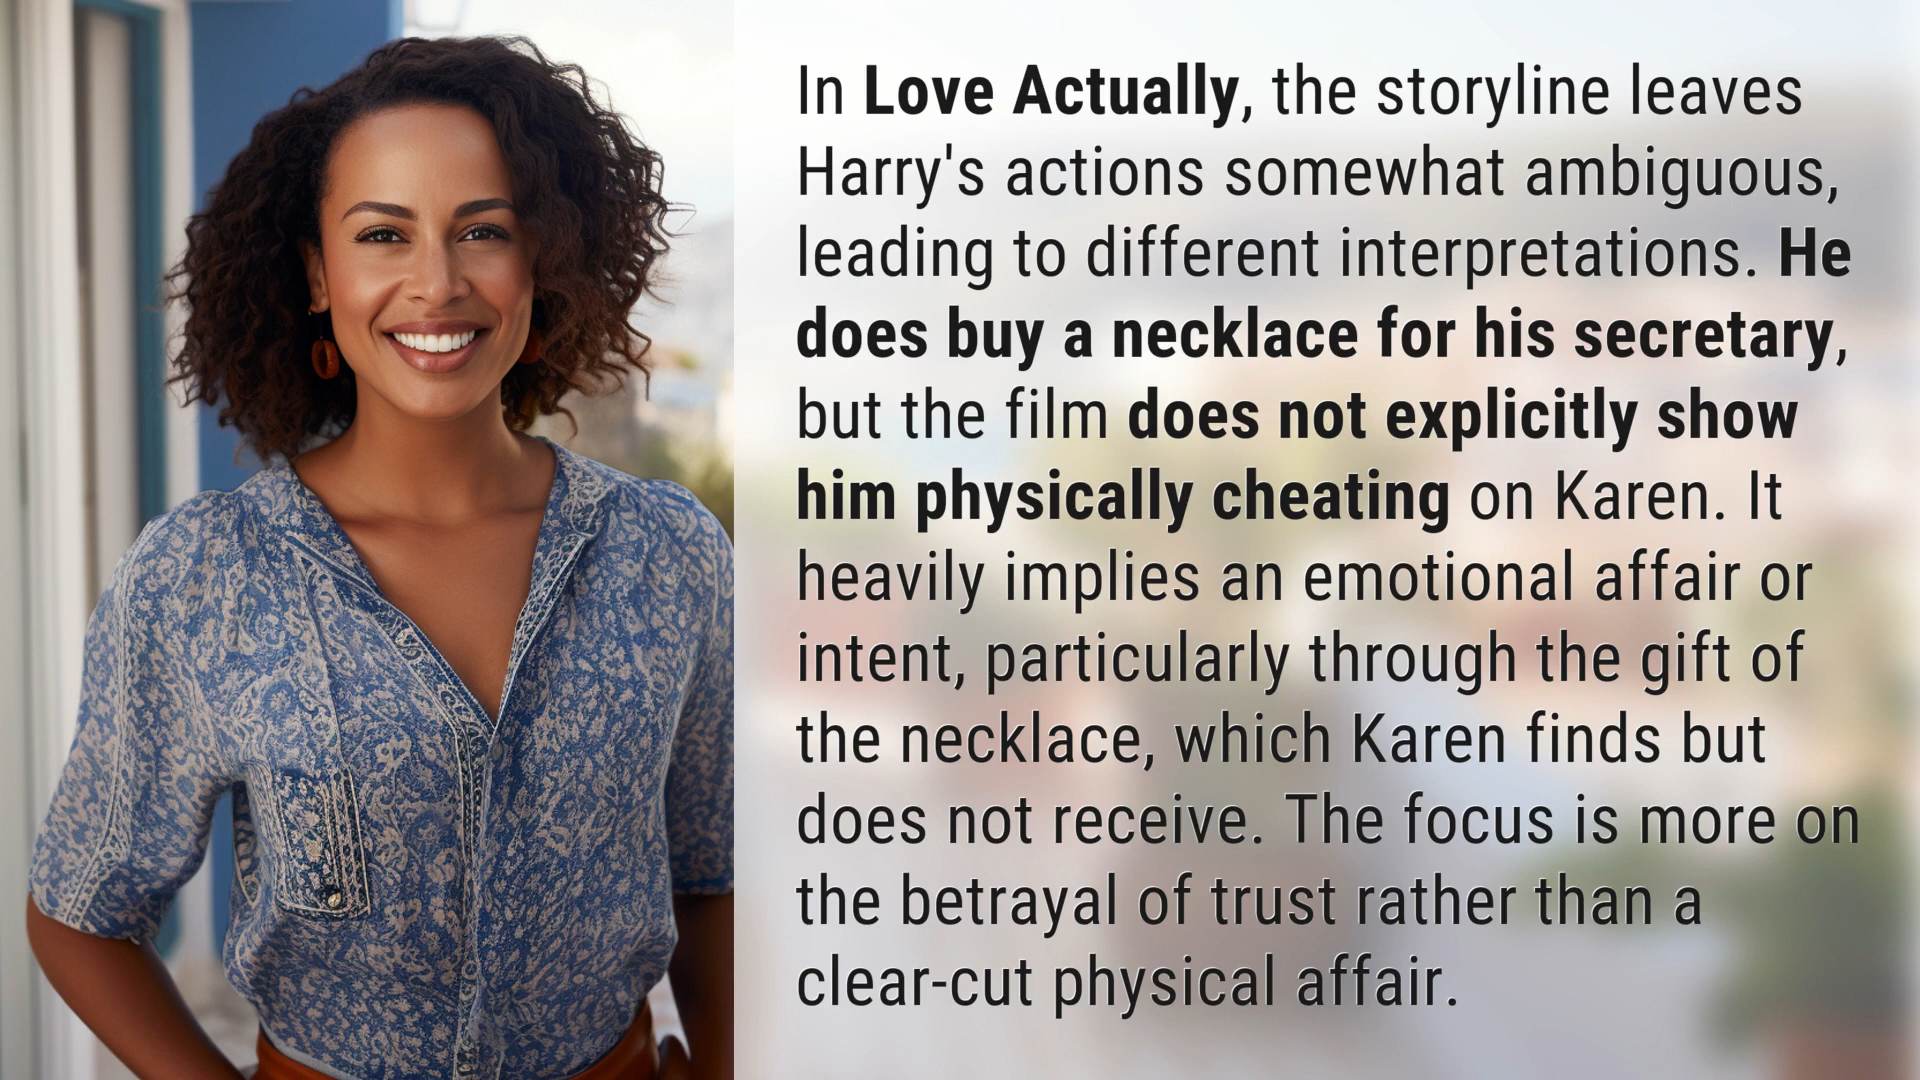 In Love Actually, the storyline leaves
Harry's actions somewhat ambiguous,
leading to different interpretations. He
does buy a necklace for his secretary,
but the film does not explicitly show
him physically cheating on Karen. It
heavily implies an emotional affair or
intent, particularly through the gift of
the necklace, which Karen finds but
does not receive. The focus is more on
the betrayal of trust rather than a
clear-cut physical affair.